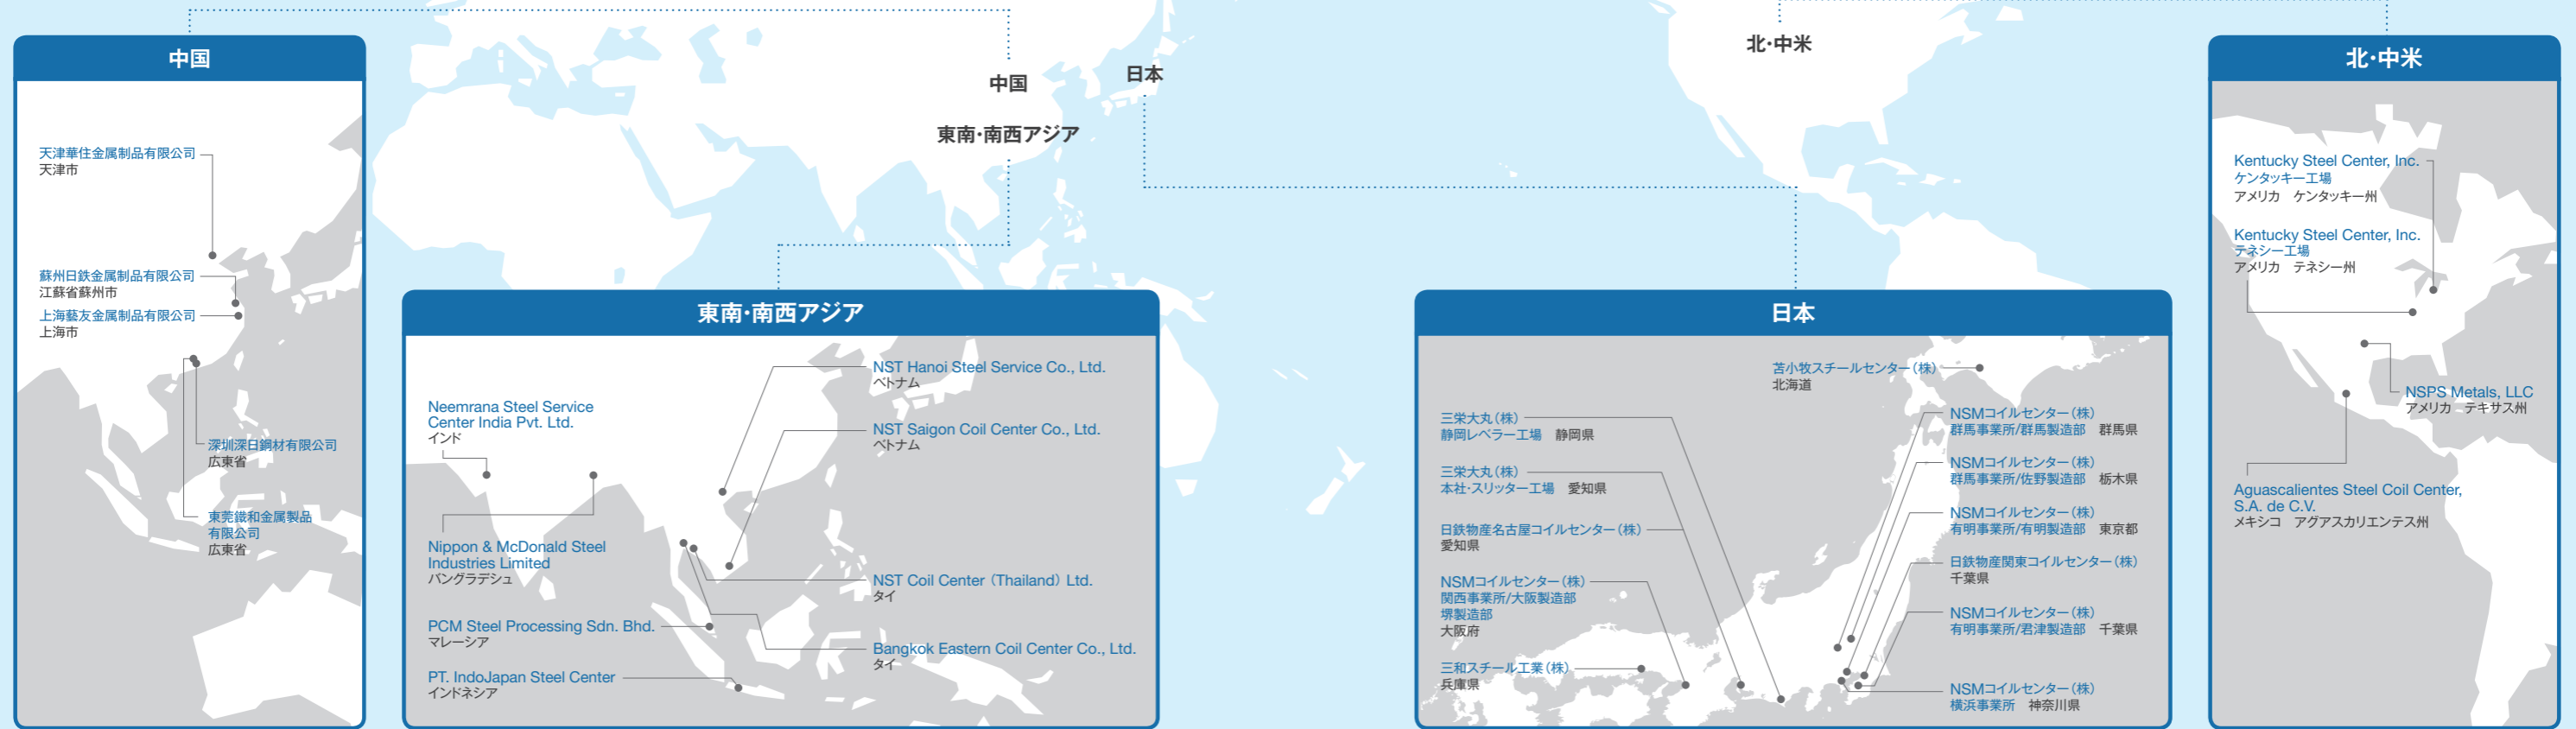 中国
日本
東南・南西アジア
北・中米
中国
天津華住金属制品有限公司
天津市
蘇州日鉄金属制品有限公司
江蘇省蘇州市
上海藝友金属制品有限公司
上海市
深圳深日鋼材有限公司
広東省
東莞鐵和金属製品
有限公司
広東省
東南・南西アジア
Neemrana Steel Service
Center India Pvt. Ltd.
インド
Nippon & McDonald Steel
Industries Limited
バングラデシュ
PCM Steel Processing Sdn. Bhd.
マレーシア
PT. IndoJapan Steel Center
インドネシア
NST Hanoi Steel Service Co., Ltd.
ベトナム
NST Saigon Coil Center Co., Ltd.
ベトナム
NST Coil Center（Thailand）Ltd.
タイ
Bangkok Eastern Coil Center Co., Ltd.
タイ
日本
苫小牧スチールセンター（株）
北海道
三栄大丸（株）
静岡レベラー工場　静岡県
三栄大丸（株）
本社・スリッター工場　愛知県
日鉄物産名古屋コイルセンター（株）
愛知県
NSMコイルセンター（株）
関西事業所/大阪製造部
堺製造部
大阪府
三和スチール工業（株）
兵庫県
NSMコイルセンター（株）
群馬事業所/群馬製造部　群馬県
NSMコイルセンター（株）
群馬事業所/佐野製造部　栃木県
NSMコイルセンター（株）
有明事業所/有明製造部　東京都
日鉄物産関東コイルセンター（株）
千葉県
NSMコイルセンター（株）
有明事業所/君津製造部　千葉県
NSMコイルセンター（株）
横浜事業所　神奈川県
北・中米
Kentucky Steel Center, Inc.
ケンタッキー工場
アメリカ　ケンタッキー州
Kentucky Steel Center, Inc.
テネシー工場
アメリカ　テネシー州
NSPS Metals, LLC
アメリカ　テキサス州
Aguascalientes Steel Coil Center,
S.A. de C.V.
メキシコ　アグアスカリエンテス州